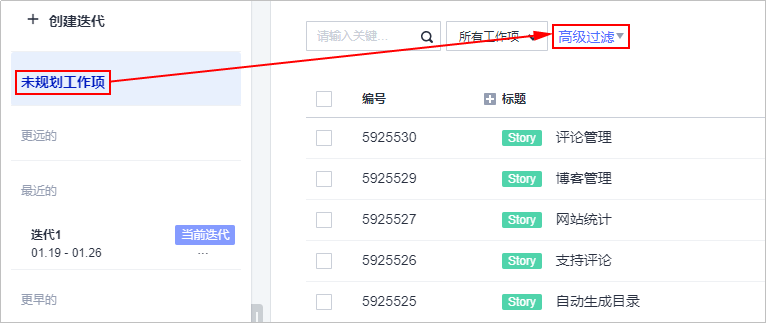 + 创建迭代
未规划工作项
更远的
最近的
迭代1 当前迭代
01.19 - 01.26 ...
更早的
请输入关键... 所有工作项 高级过滤
编号 标题
5925530 Story 评论管理
5925529 Story 博客管理
5925527 Story 网站统计
5925526 Story 支持评论
5925525 Story 自动生成目录